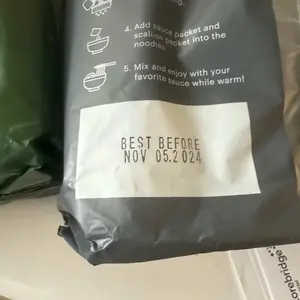 4. Add sauce packet and
scallion packet into the
noodles.
5. Mix and enjoy with your
favorite sauce while warm!
BEST BEFORE
NOV 05.2024
orebridge